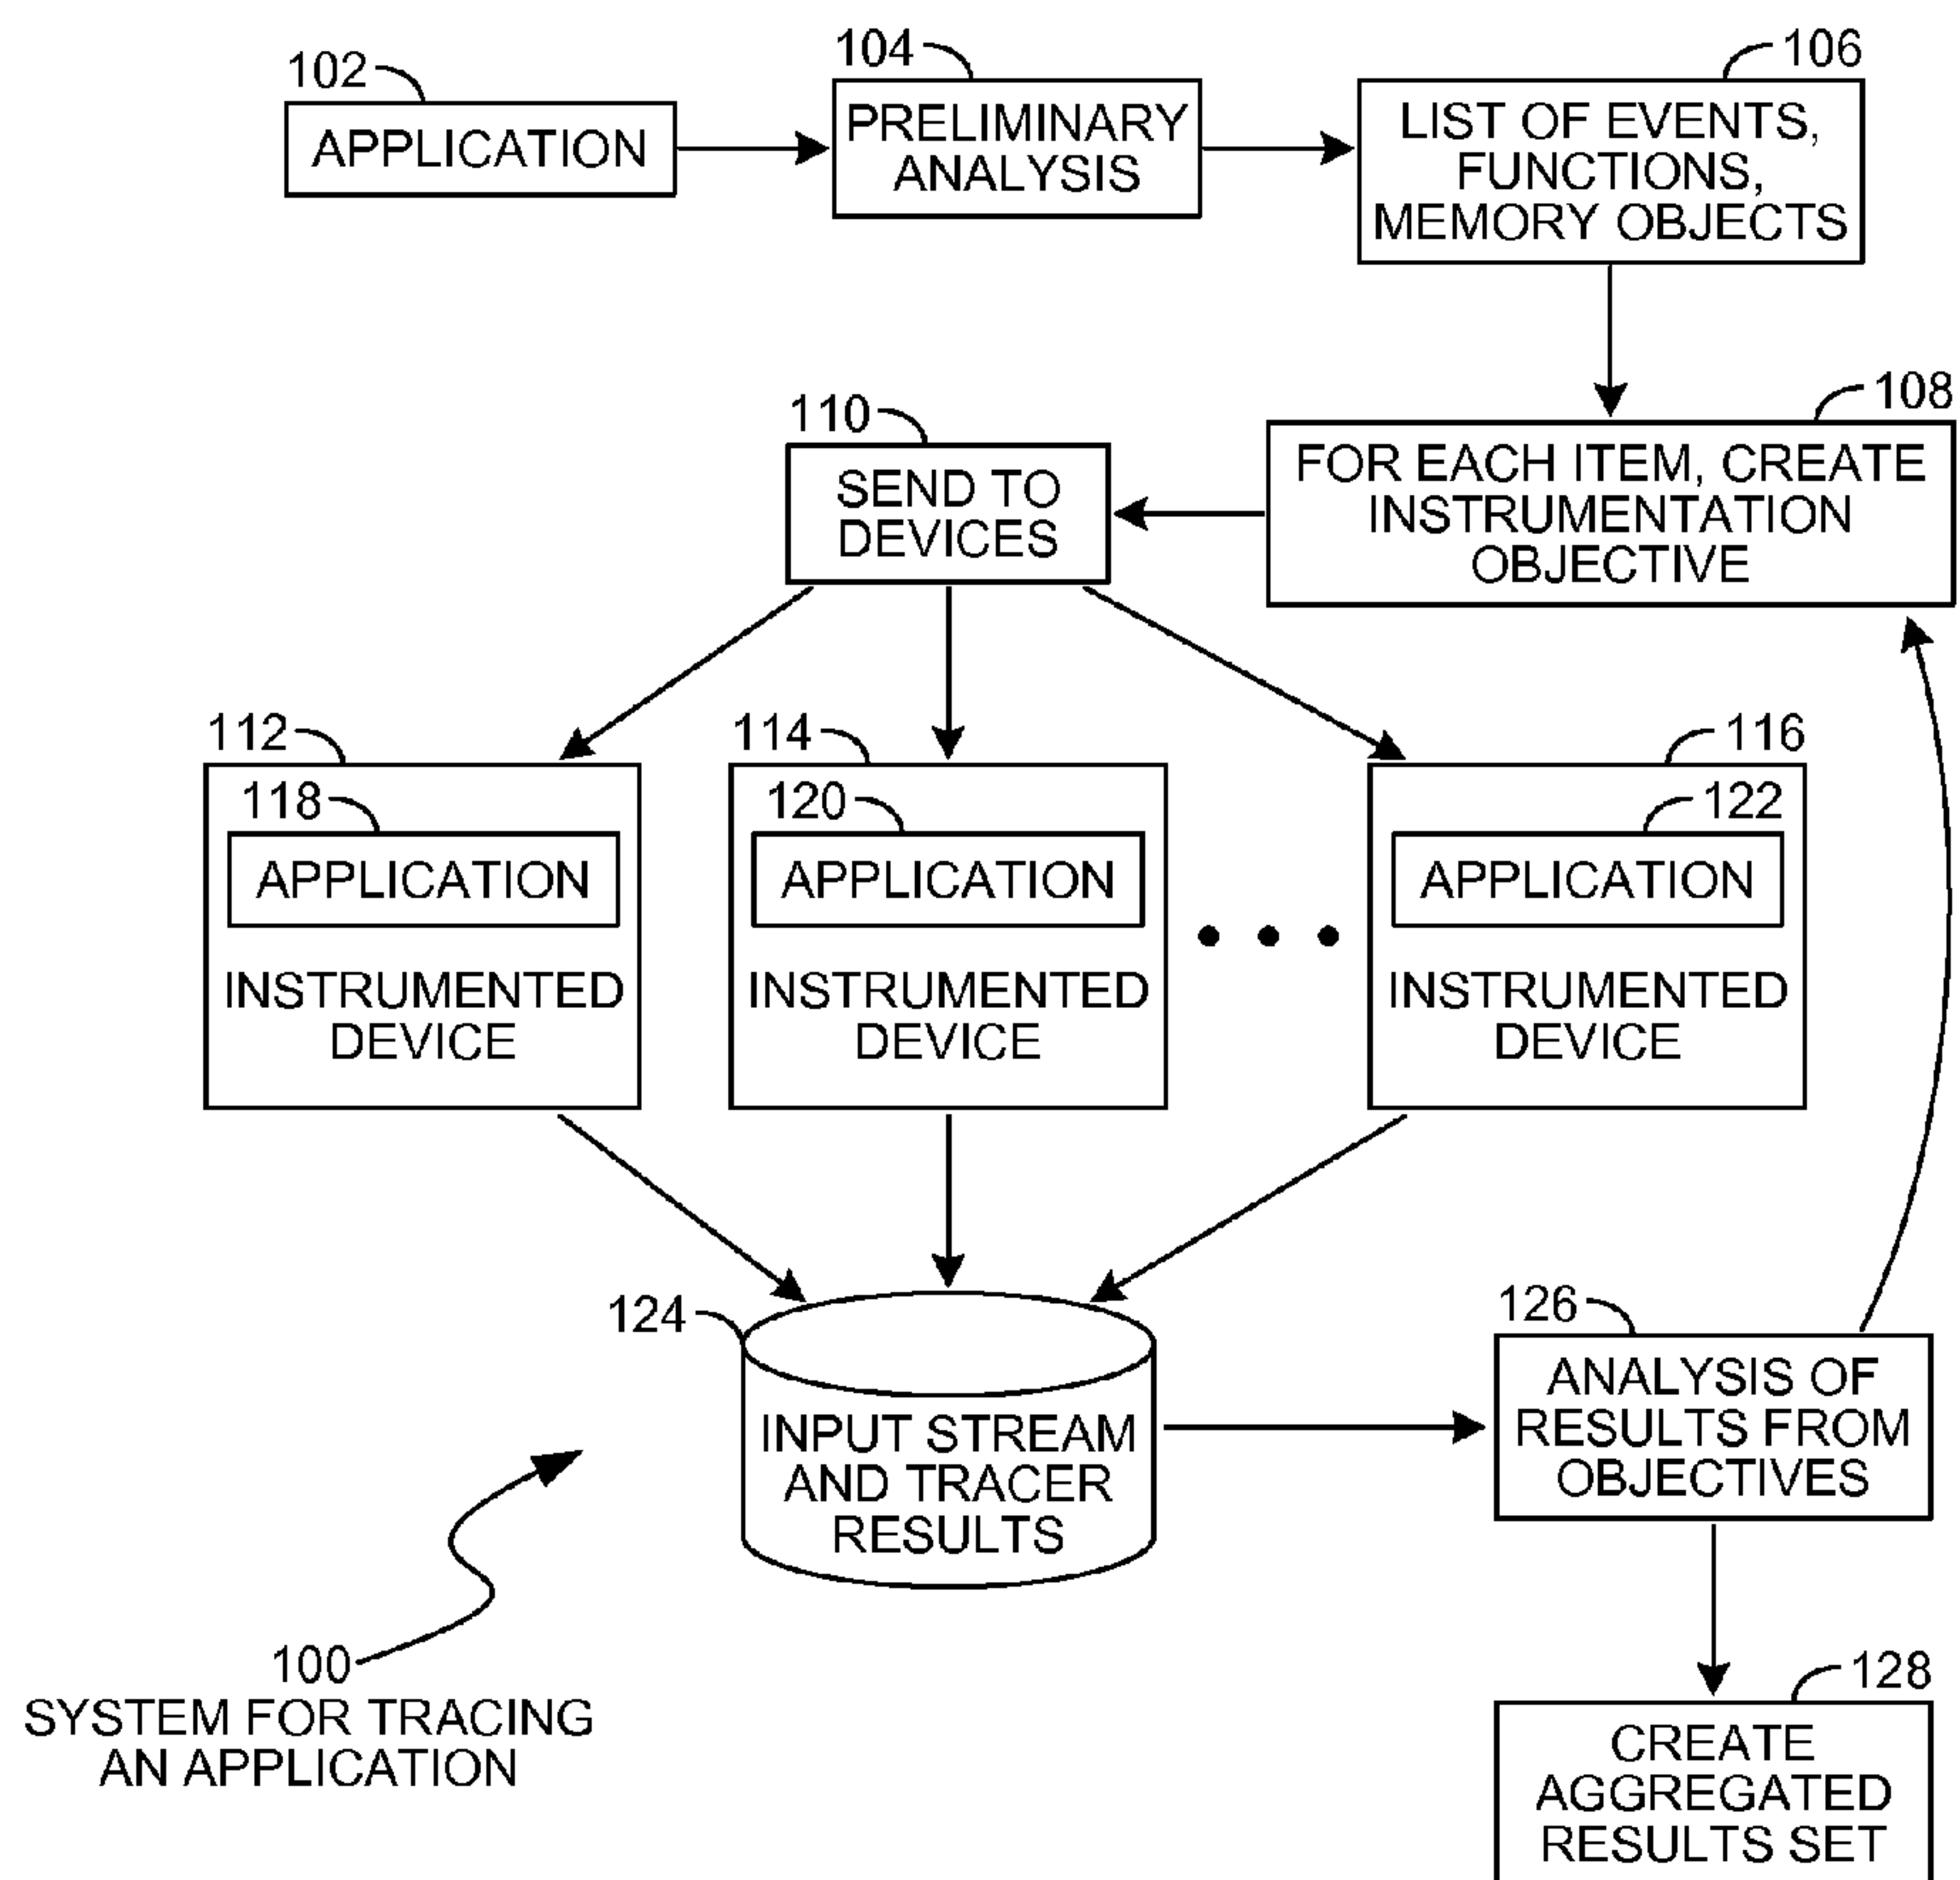 102
APPLICATION
104
PRELIMINARY
ANALYSIS
106
LIST OF EVENTS,
FUNCTIONS,
MEMORY OBJECTS
108
FOR EACH ITEM, CREATE
INSTRUMENTATION
OBJECTIVE
110
SEND TO
DEVICES
112
118
APPLICATION
INSTRUMENTED
DEVICE
114
120
APPLICATION
INSTRUMENTED
DEVICE
116
122
APPLICATION
INSTRUMENTED
DEVICE
124
INPUT STREAM
AND TRACER
RESULTS
126
ANALYSIS OF
RESULTS FROM
OBJECTIVES
128
CREATE
AGGREGATED
RESULTS SET
100
SYSTEM FOR TRACING
AN APPLICATION